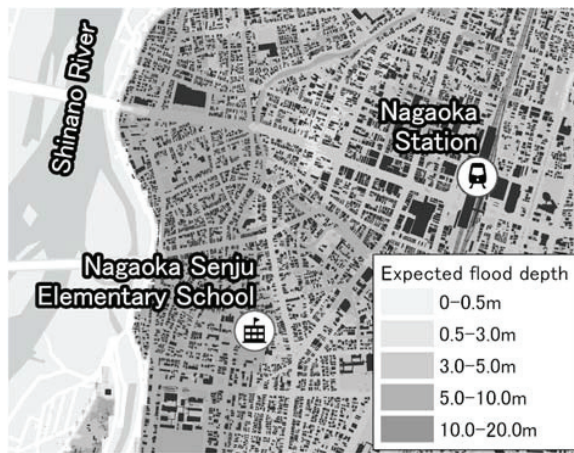 Shinano River
Nagaoka
Station
Nagaoka Senju
Elementary School
Expected flood depth
0-0.5m
0.5-3.0m
3.0-5.0m
5.0-10.0m
10.0-20.0m